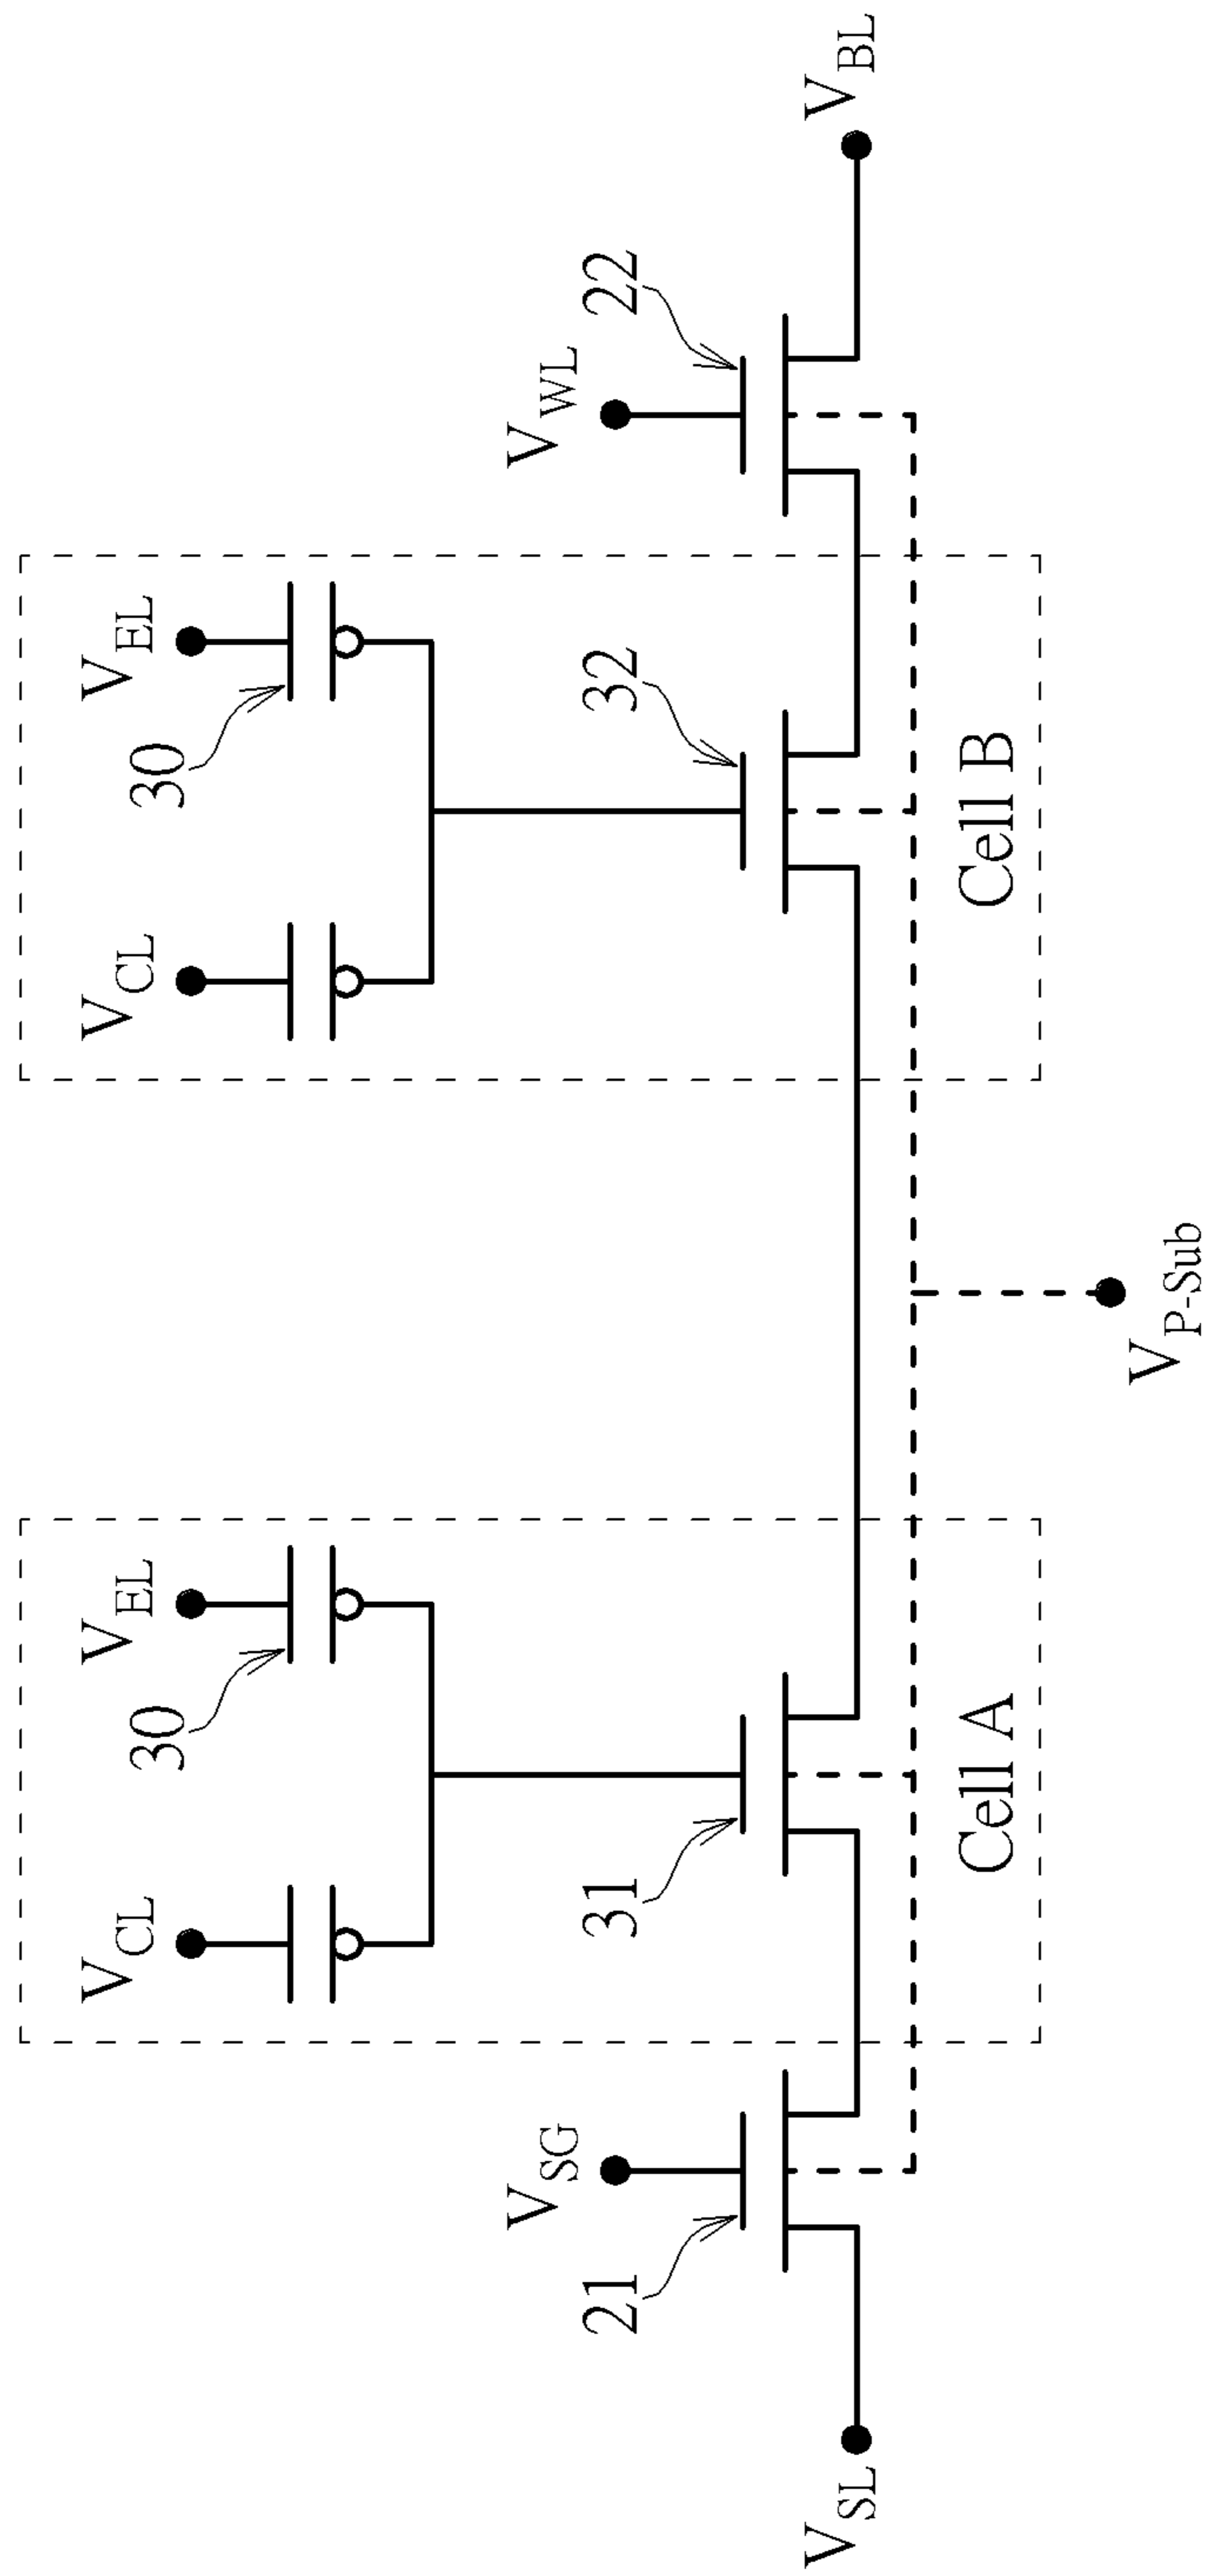 V_CL
V_EL
V_CL
V_EL
30
30
V_SG
V_WL
21
31
32
22
V_SL
V_BL
Cell A
Cell B
V_P-Sub